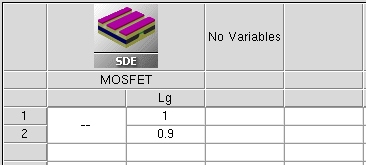 SDE
No Variables
MOSFET
Lg
1 -- 1
2 0.9